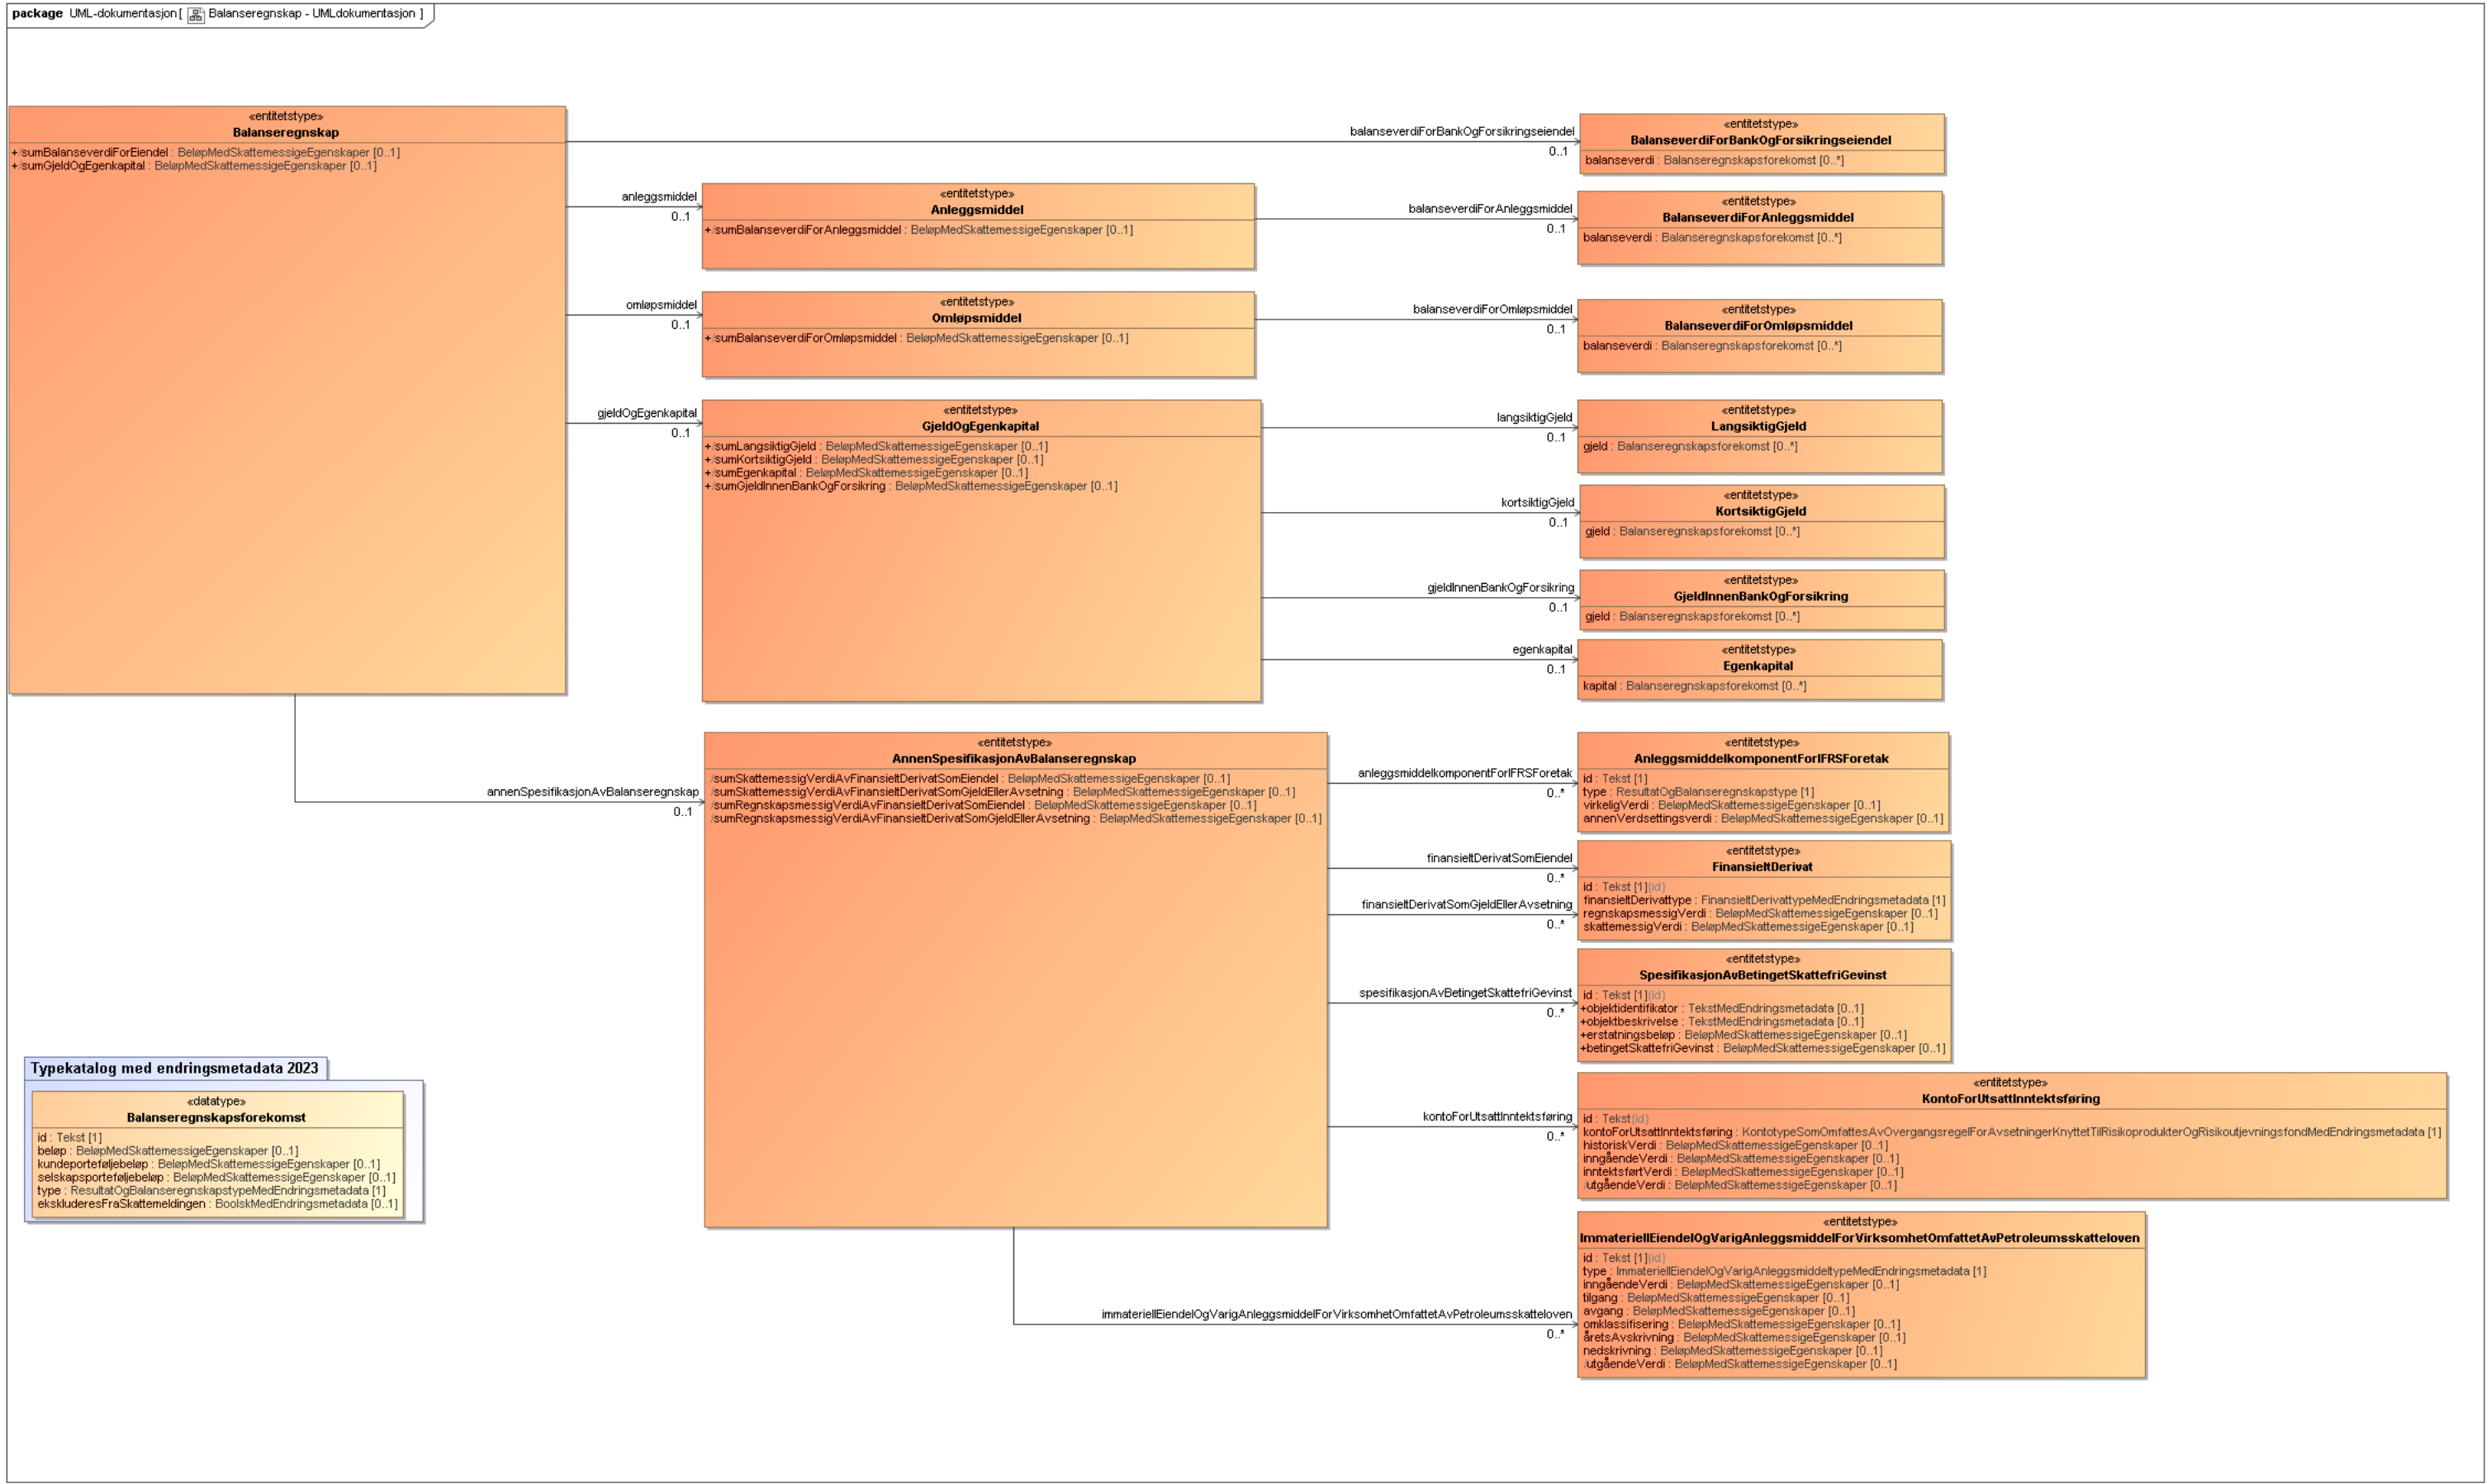 package UML-dokumentasjon [ Balanseregnskap - UMLdokumentasjon ]
«entitetstype»
Balanseregnskap
+/sumBalanseverdiForEiendel : BeløpMedSkattemessigeEgenskaper [0..1]
+/sumGjeldOgEgenkapital : BeløpMedSkattemessigeEgenskaper [0..1]
balanseverdiForBankOgForsikringseiendel
0..1
«entitetstype»
BalanseverdiForBankOgForsikringseiendel
balanseverdi : Balanseregnskapsforekomst [0..*]
anleggsmiddel
0..1
«entitetstype»
Anleggsmiddel
+/sumBalanseverdiForAnleggsmiddel : BeløpMedSkattemessigeEgenskaper [0..1]
balanseverdiForAnleggsmiddel
0..1
«entitetstype»
BalanseverdiForAnleggsmiddel
balanseverdi : Balanseregnskapsforekomst [0..*]
omløpsmiddel
0..1
«entitetstype»
Omløpsmiddel
+/sumBalanseverdiForOmløpsmiddel : BeløpMedSkattemessigeEgenskaper [0..1]
balanseverdiForOmløpsmiddel
0..1
«entitetstype»
BalanseverdiForOmløpsmiddel
balanseverdi : Balanseregnskapsforekomst [0..*]
gjeldOgEgenkapital
0..1
«entitetstype»
GjeldOgEgenkapital
+/sumLangsiktigGjeld : BeløpMedSkattemessigeEgenskaper [0..1]
+/sumKortsiktigGjeld : BeløpMedSkattemessigeEgenskaper [0..1]
+/sumEgenkapital : BeløpMedSkattemessigeEgenskaper [0..1]
+/sumGjeldInnenBankOgForsikring : BeløpMedSkattemessigeEgenskaper [0..1]
langsiktigGjeld
0..1
«entitetstype»
LangsiktigGjeld
gjeld : Balanseregnskapsforekomst [0..*]
kortsiktigGjeld
0..1
«entitetstype»
KortsiktigGjeld
gjeld : Balanseregnskapsforekomst [0..*]
gjeldInnenBankOgForsikring
0..1
«entitetstype»
GjeldInnenBankOgForsikring
gjeld : Balanseregnskapsforekomst [0..*]
egenkapital
0..1
«entitetstype»
Egenkapital
kapital : Balanseregnskapsforekomst [0..*]
annenSpesifikasjonAvBalanseregnskap
0..1
«entitetstype»
AnnenSpesifikasjonAvBalanseregnskap
/sumSkattemessigVerdiAvFinansieltDerivatSomEiendel : BeløpMedSkattemessigeEgenskaper [0..1]
/sumSkattemessigVerdiAvFinansieltDerivatSomGjeldEllerAvsetning : BeløpMedSkattemessigeEgenskaper [0..1]
/sumRegnskapsmessigVerdiAvFinansieltDerivatSomEiendel : BeløpMedSkattemessigeEgenskaper [0..1]
/sumRegnskapsmessigVerdiAvFinansieltDerivatSomGjeldEllerAvsetning : BeløpMedSkattemessigeEgenskaper [0..1]
anleggsmiddelkomponentForIFRSForetak
0..*
«entitetstype»
AnleggsmiddelkomponentForIFRSForetak
id : Tekst [1]
type : ResultatOgBalanseregnskapstype [1]
virkeligVerdi : BeløpMedSkattemessigeEgenskaper [0..1]
annenVerdsettingsverdi : BeløpMedSkattemessigeEgenskaper [0..1]
finansieltDerivatSomEiendel
0..*
finansieltDerivatSomGjeldEllerAvsetning
0..*
«entitetstype»
FinansieltDerivat
id : Tekst [1]{id}
finansieltDerivattype : FinansieltDerivattypeMedEndringsmetadata [1]
regnskapsmessigVerdi : BeløpMedSkattemessigeEgenskaper [0..1]
skattemessigVerdi : BeløpMedSkattemessigeEgenskaper [0..1]
spesifikasjonAvBetingetSkattefriGevinst
0..*
«entitetstype»
SpesifikasjonAvBetingetSkattefriGevinst
id : Tekst [1]{id}
+objektidentifikator : TekstMedEndringsmetadata [0..1]
+objektbeskrivelse : TekstMedEndringsmetadata [0..1]
+erstatningsbeløp : BeløpMedSkattemessigeEgenskaper [0..1]
+betingetSkattefriGevinst : BeløpMedSkattemessigeEgenskaper [0..1]
kontoForUtsattInntektsføring
0..*
«entitetstype»
KontoForUtsattInntektsføring
id : Tekst{id}
kontoForUtsattInntektsføring : KontotypeSomOmfattesAvOvergangsregelForAvsetningerKnyttetTilRisikoprodukterOgRisikoutjevningsfondMedEndringsmetadata [1]
historiskVerdi : BeløpMedSkattemessigeEgenskaper [0..1]
inngåendeVerdi : BeløpMedSkattemessigeEgenskaper [0..1]
inntektsførtVerdi : BeløpMedSkattemessigeEgenskaper [0..1]
/utgåendeVerdi : BeløpMedSkattemessigeEgenskaper [0..1]
immateriellEiendelOgVarigAnleggsmiddelForVirksomhetOmfattetAvPetroleumsskatteloven
0..*
«entitetstype»
ImmateriellEiendelOgVarigAnleggsmiddelForVirksomhetOmfattetAvPetroleumsskatteloven
id : Tekst [1]{id}
type : ImmateriellEiendelOgVarigAnleggsmiddeltypeMedEndringsmetadata [1]
inngåendeVerdi : BeløpMedSkattemessigeEgenskaper [0..1]
tilgang : BeløpMedSkattemessigeEgenskaper [0..1]
avgang : BeløpMedSkattemessigeEgenskaper [0..1]
omklassifisering : BeløpMedSkattemessigeEgenskaper [0..1]
åretsAvskrivning : BeløpMedSkattemessigeEgenskaper [0..1]
nedskrivning : BeløpMedSkattemessigeEgenskaper [0..1]
/utgåendeVerdi : BeløpMedSkattemessigeEgenskaper [0..1]
Typekatalog med endringsmetadata 2023
«datatype»
Balanseregnskapsforekomst
id : Tekst [1]
beløp : BeløpMedSkattemessigeEgenskaper [0..1]
kundeporteføljebeløp : BeløpMedSkattemessigeEgenskaper [0..1]
selskapsporteføljebeløp : BeløpMedSkattemessigeEgenskaper [0..1]
type : ResultatOgBalanseregnskapstypeMedEndringsmetadata [1]
ekskluderesFraSkattemeldingen : BoolskMedEndringsmetadata [0..1]